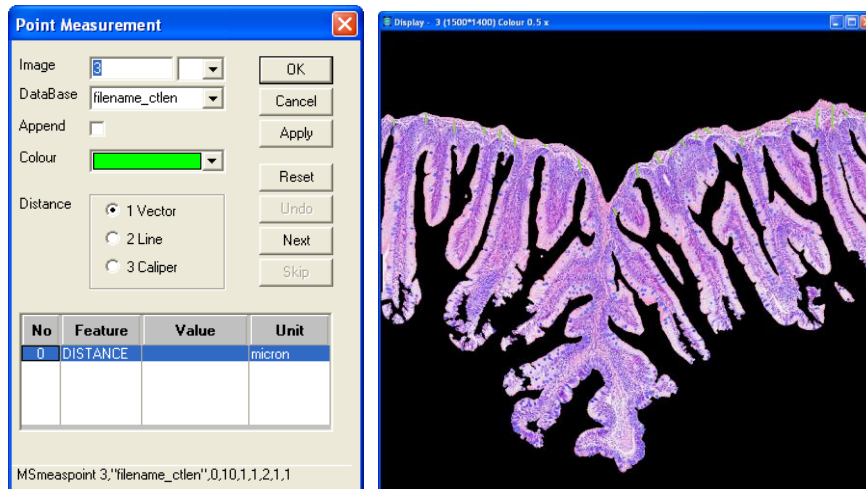 Point Measurement
Image 3 OK
DataBase filename_ctlen Cancel
Append Apply
Colour
Reset
Distance 1 Vector Undo
2 Line Next
3 Caliper Skip
No Feature Value Unit
0 DISTANCE micron
MSmeaspoint 3,"filename_ctlen",0,10,1,1,2,1,1
Display - 3 (1500*1400) Colour 0.5 x